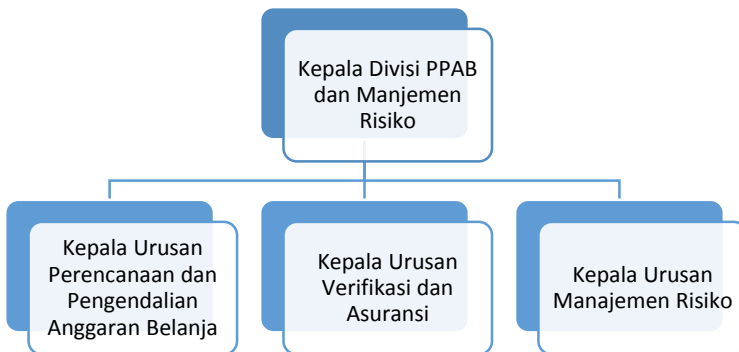 Kepala Divisi PPAB
dan Manjemen
Risiko
Kepala Urusan
Perencanaan dan
Pengendalian
Anggaran Belanja
Kepala Urusan
Verifikasi dan
Asuransi
Kepala Urusan
Manajemen Risiko